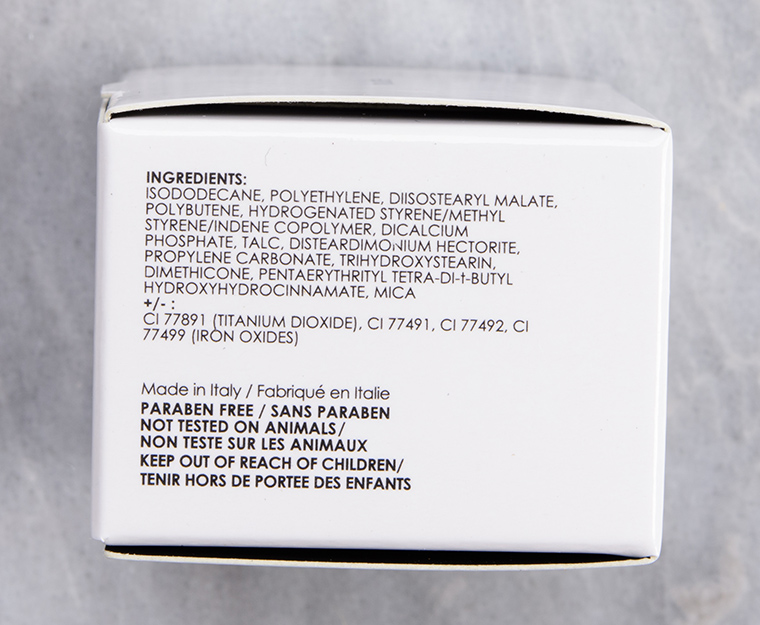 INGREDIENTS:
ISODODECANE, POLYETHYLENE, DIISOSTEARYL MALATE,
POLYBUTENE, HYDROGENATED STYRENE/METHYL
STYRENE/INDENE COPOLYMER, DICALCIUM
PHOSPHATE, TALC, DISTEARDIMONIUM HECTORITE,
PROPYLENE CARBONATE, TRIHYDROXYSTEARIN,
DIMETHICONE, PENTAERYTHRITYL TETRA-DI-t-BUTYL
HYDROXYHYDROCINNAMATE, MICA
+/- :
CI 77891 (TITANIUM DIOXIDE), CI 77491, CI 77492, CI
77499 (IRON OXIDES)
Made in Italy / Fabriqué en Italie
PARABEN FREE / SANS PARABEN
NOT TESTED ON ANIMALS/
NON TESTE SUR LES ANIMAUX
KEEP OUT OF REACH OF CHILDREN/
TENIR HORS DE PORTEE DES ENFANTS